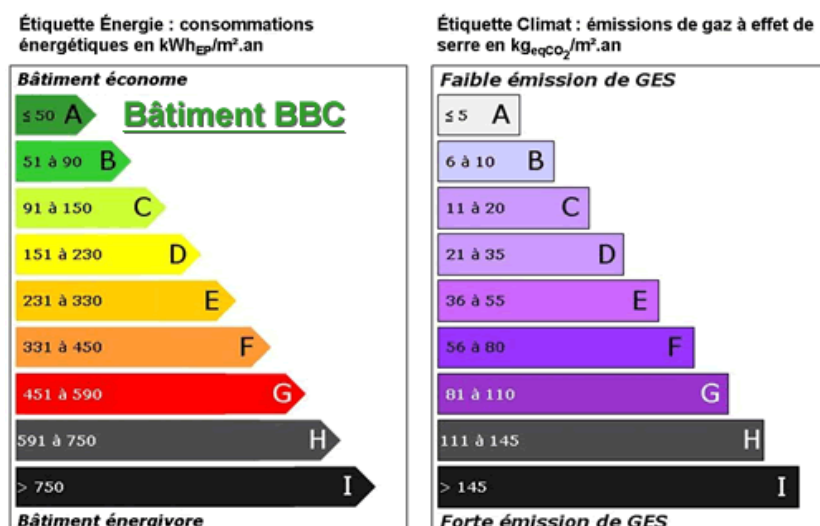 Étiquette Énergie : consommations
énergétiques en kWhEP/m².an
Bâtiment économe
≤ 50 A Bâtiment BBC
51 à 90 B
91 à 150 C
151 à 230 D
231 à 330 E
331 à 450 F
451 à 590 G
591 à 750 H
> 750 I
Bâtiment énergivore
Étiquette Climat : émissions de gaz à effet de
serre en kgeqCO2/m².an
Faible émission de GES
≤ 5 A
6 à 10 B
11 à 20 C
21 à 35 D
36 à 55 E
56 à 80 F
81 à 110 G
111 à 145 H
> 145 I
Forte émission de GES